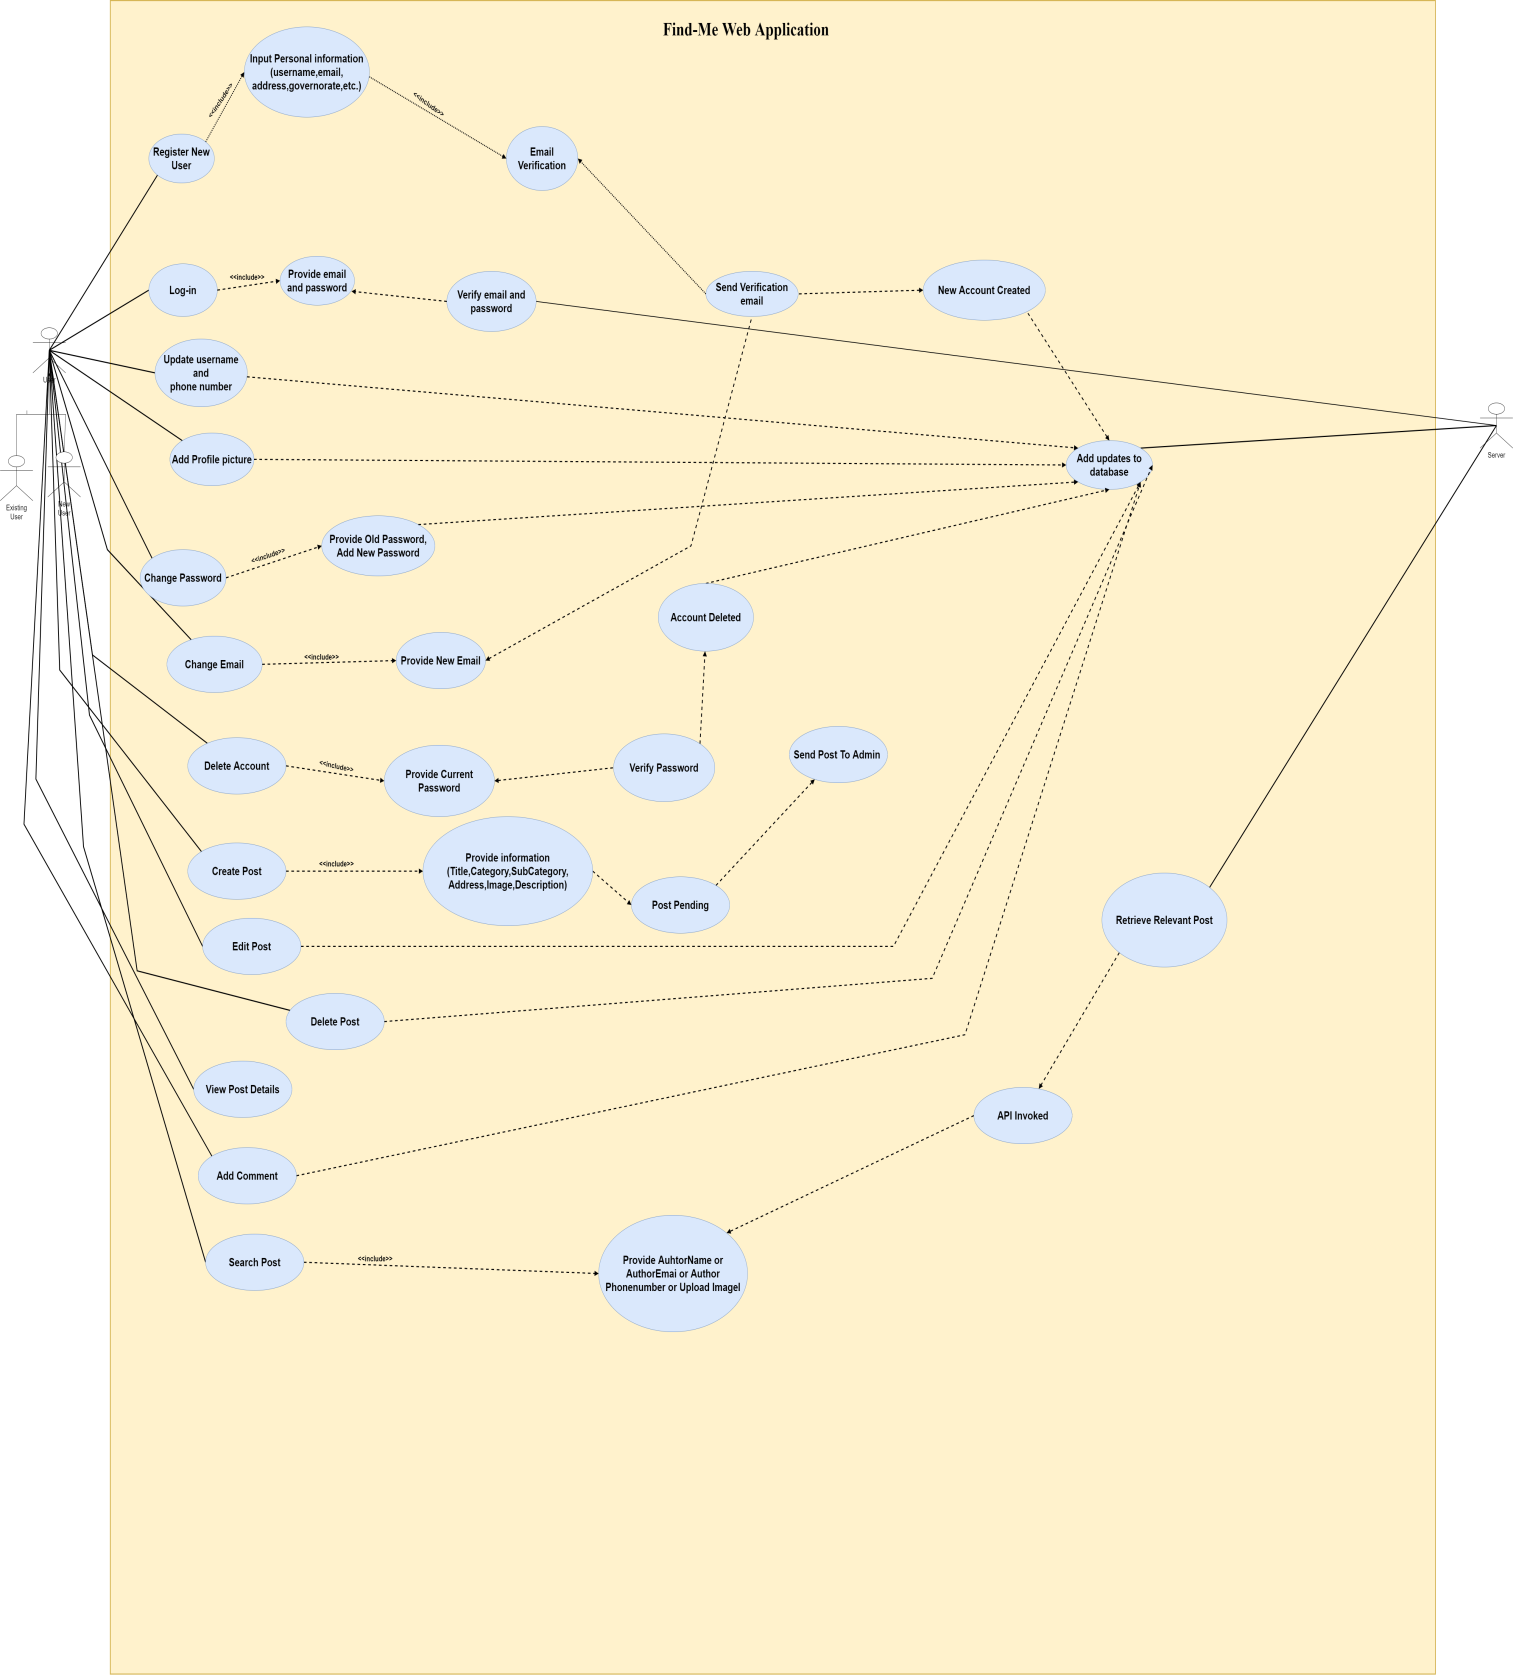 Find-Me Web Application
Input Personal information
(username,email,
address,governorate,etc.)
<<include>>
<<include>>
Register New
User
Email
Verification
Log-in
<<include>>
Provide email
and password
Verify email and
password
Send Verification
email
New Account Created
User
Update username
and
phone number
Add Profile picture
Add updates to
database
Server
Existing
User
New
User
Change Password
<<include>>
Provide Old Password,
Add New Password
Account Deleted
Change Email
<<include>>
Provide New Email
Delete Account
<<include>>
Provide Current
Password
Verify Password
Send Post To Admin
Create Post
<<include>>
Provide information
(Title,Category,SubCategory,
Address,Image,Description)
Post Pending
Retrieve Relevant Post
Edit Post
Delete Post
View Post Details
API Invoked
Add Comment
Search Post
<<include>>
Provide AuhtorName or
AuthorEmai or Author
Phonenumber or Upload Imagel